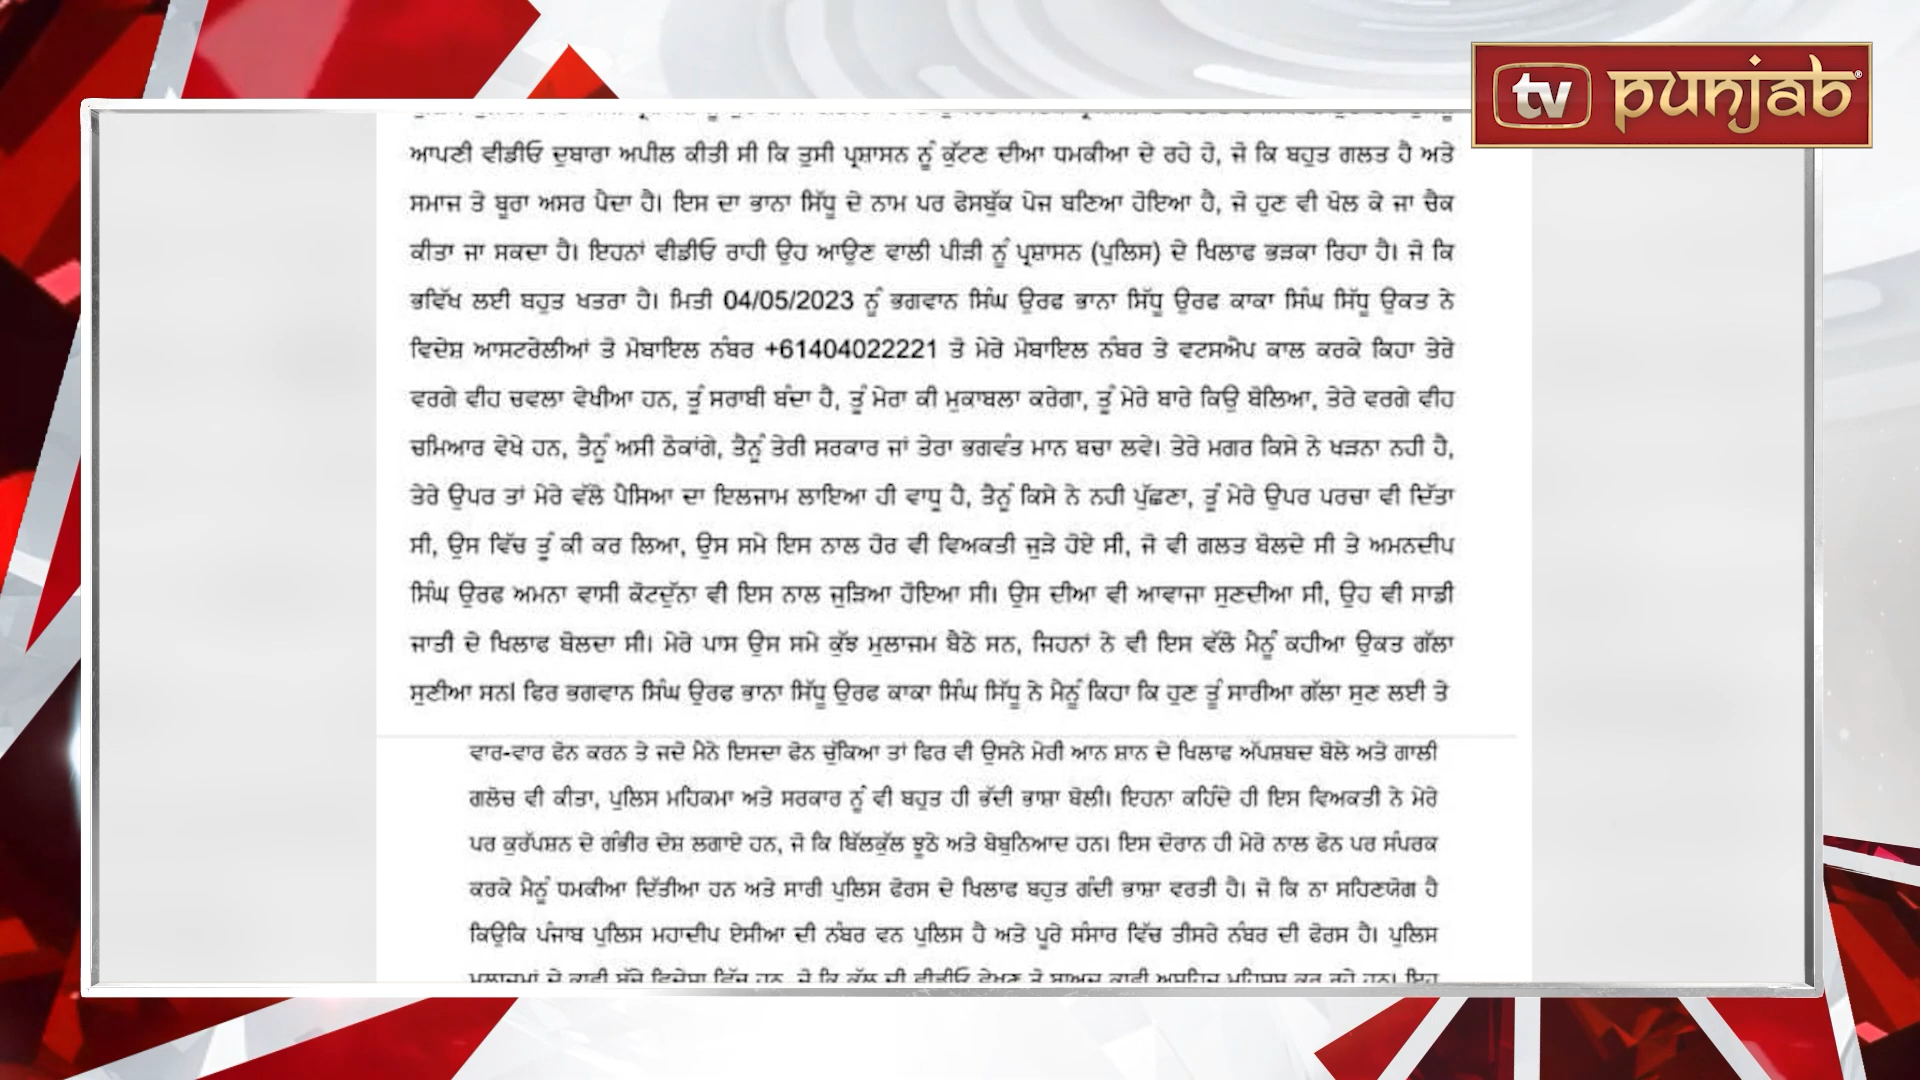 tv punjab®
ਆਪਣੀ ਵੀਡੀਓ ਦੁਬਾਰਾ ਅਪੀਲ ਕੀਤੀ ਸੀ ਕਿ ਤੁਸੀ ਪ੍ਰਸ਼ਾਸਨ ਨੂੰ ਕੁੱਟਣ ਦੀਆ ਧਮਕੀਆ ਦੇ ਰਹੇ ਹੋ, ਜੋ ਕਿ ਬਹੁਤ ਗਲਤ ਹੈ ਅਤੇ
ਸਮਾਜ ਤੇ ਬੂਰਾ ਅਸਰ ਪੈਦਾ ਹੈ। ਇਸ ਦਾ ਭਾਨਾ ਸਿੱਧੂ ਦੇ ਨਾਮ ਪਰ ਫੇਸਬੁੱਕ ਪੇਜ ਬਣਿਆ ਹੋਇਆ ਹੈ, ਜੋ ਹੁਣ ਵੀ ਖੋਲ ਕੇ ਜਾ ਚੈਕ
ਕੀਤਾ ਜਾ ਸਕਦਾ ਹੈ। ਇਹਨਾਂ ਵੀਡੀਓ ਰਾਹੀ ਉਹ ਆਉਣ ਵਾਲੀ ਪੀੜੀ ਨੂੰ ਪ੍ਰਸ਼ਾਸਨ (ਪੁਲਿਸ) ਦੇ ਖਿਲਾਫ ਭੜਕਾ ਰਿਹਾ ਹੈ। ਜੋ ਕਿ
ਭਵਿੱਖ ਲਈ ਬਹੁਤ ਖਤਰਾ ਹੈ। ਮਿਤੀ 04/05/2023 ਨੂੰ ਭਗਵਾਨ ਸਿੰਘ ਉਰਫ ਭਾਨਾ ਸਿੱਧੂ ਉਰਫ ਕਾਕਾ ਸਿੰਘ ਸਿੱਧੂ ਉਕਤ ਨੇ
ਵਿਦੇਸ਼ ਆਸਟਰੇਲੀਆਂ ਤੋ ਮੋਬਾਇਲ ਨੰਬਰ +61404022221 ਤੋ ਮੇਰੇ ਮੋਬਾਇਲ ਨੰਬਰ ਤੇ ਵਟਸਐਪ ਕਾਲ ਕਰਕੇ ਕਿਹਾ ਤੇਰੇ
ਵਰਗੇ ਵੀਹ ਚਵਲਾ ਵੇਖੀਆ ਹਨ, ਤੂੰ ਸਰਾਬੀ ਬੰਦਾ ਹੈ, ਤੂੰ ਮੇਰਾ ਕੀ ਮੁਕਾਬਲਾ ਕਰੇਗਾ, ਤੂੰ ਮੇਰੇ ਬਾਰੇ ਕਿਉ ਬੋਲਿਆ, ਤੇਰੇ ਵਰਗੇ ਵੀਹ
ਚਮਿਆਰ ਵੇਖੇ ਹਨ, ਤੈਨੂੰ ਅਸੀ ਠੋਕਾਂਗੇ, ਤੈਨੂੰ ਤੇਰੀ ਸਰਕਾਰ ਜਾਂ ਤੇਰਾ ਭਗਵੰਤ ਮਾਨ ਬਚਾ ਲਵੇ। ਤੇਰੇ ਮਗਰ ਕਿਸੇ ਨੇ ਖੜਨਾ ਨਹੀ ਹੈ,
ਤੇਰੇ ਉਪਰ ਤਾਂ ਮੇਰੇ ਵੱਲੋ ਪੈਸਿਆ ਦਾ ਇਲਜਾਮ ਲਾਇਆ ਹੀ ਵਾਧੂ ਹੈ, ਤੈਨੂੰ ਕਿਸੇ ਨੇ ਨਹੀ ਪੁੱਛਣਾ, ਤੂੰ ਮੇਰੇ ਉਪਰ ਪਰਚਾ ਵੀ ਦਿੱਤਾ
ਸੀ, ਉਸ ਵਿੱਚ ਤੂੰ ਕੀ ਕਰ ਲਿਆ, ਉਸ ਸਮੇ ਇਸ ਨਾਲ ਹੋਰ ਵੀ ਵਿਅਕਤੀ ਜੁੜੇ ਹੋਏ ਸੀ, ਜੋ ਵੀ ਗਲਤ ਬੋਲਦੇ ਸੀ ਤੇ ਅਮਨਦੀਪ
ਸਿੰਘ ਉਰਫ ਅਮਨਾ ਵਾਸੀ ਕੋਟਦੁੱਨਾ ਵੀ ਇਸ ਨਾਲ ਜੁੜਿਆ ਹੋਇਆ ਸੀ। ਉਸ ਦੀਆ ਵੀ ਆਵਾਜਾ ਸੁਣਦੀਆ ਸੀ, ਉਹ ਵੀ ਸਾਡੀ
ਜਾਤੀ ਦੇ ਖਿਲਾਫ ਬੋਲਦਾ ਸੀ। ਮੇਰੇ ਪਾਸ ਉਸ ਸਮੇ ਕੁੱਝ ਮੁਲਾਜਮ ਬੈਠੇ ਸਨ, ਜਿਹਨਾਂ ਨੇ ਵੀ ਇਸ ਵੱਲੋ ਮੈਨੂੰ ਕਹੀਆ ਉਕਤ ਗੱਲਾ
ਸੁਣੀਆ ਸਨ। ਫਿਰ ਭਗਵਾਨ ਸਿੰਘ ਉਰਫ ਭਾਨਾ ਸਿੱਧੂ ਉਰਫ ਕਾਕਾ ਸਿੰਘ ਸਿੱਧੂ ਨੇ ਮੈਨੂੰ ਕਿਹਾ ਕਿ ਹੁਣ ਤੂੰ ਸਾਰੀਆ ਗੱਲਾ ਸੁਣ ਲਈ ਤੇ
ਵਾਰ-ਵਾਰ ਫੋਨ ਕਰਨ ਤੇ ਜਦੋ ਮੈਨੇ ਇਸਦਾ ਫੋਨ ਚੁੱਕਿਆ ਤਾਂ ਫਿਰ ਵੀ ਉਸਨੇ ਮੇਰੀ ਆਨ ਸ਼ਾਨ ਦੇ ਖਿਲਾਫ ਅੱਪਸ਼ਬਦ ਬੋਲੇ ਅਤੇ ਗਾਲੀ
ਗਲੋਚ ਵੀ ਕੀਤਾ, ਪੁਲਿਸ ਮਹਿਕਮਾ ਅਤੇ ਸਰਕਾਰ ਨੂੰ ਵੀ ਬਹੁਤ ਹੀ ਭੱਦੀ ਭਾਸ਼ਾ ਬੋਲੀ। ਇਹਨਾ ਕਹਿੰਦੇ ਹੀ ਇਸ ਵਿਅਕਤੀ ਨੇ ਮੇਰੇ
ਪਰ ਕੁਰੱਪਸ਼ਨ ਦੇ ਗੰਭੀਰ ਦੋਸ਼ ਲਗਾਏ ਹਨ, ਜੋ ਕਿ ਬਿੱਲਕੁੱਲ ਝੂਠੇ ਅਤੇ ਬੇਬੁਨਿਆਦ ਹਨ। ਇਸ ਦੋਰਾਨ ਹੀ ਮੇਰੇ ਨਾਲ ਫੋਨ ਪਰ ਸੰਪਰਕ
ਕਰਕੇ ਮੈਨੂੰ ਧਮਕੀਆ ਦਿੱਤੀਆ ਹਨ ਅਤੇ ਸਾਰੀ ਪੁਲਿਸ ਫੋਰਸ ਦੇ ਖਿਲਾਫ ਬਹੁਤ ਗੰਦੀ ਭਾਸ਼ਾ ਵਰਤੀ ਹੈ। ਜੋ ਕਿ ਨਾ ਸਹਿਣਯੋਗ ਹੈ
ਕਿਉਕਿ ਪੰਜਾਬ ਪੁਲਿਸ ਮਹਾਦੀਪ ਏਸੀਆ ਦੀ ਨੰਬਰ ਵਨ ਪੁਲਿਸ ਹੈ ਅਤੇ ਪੂਰੇ ਸੰਸਾਰ ਵਿੱਚ ਤੀਸਰੇ ਨੰਬਰ ਦੀ ਫੋਰਸ ਹੈ। ਪੁਲਿਸ